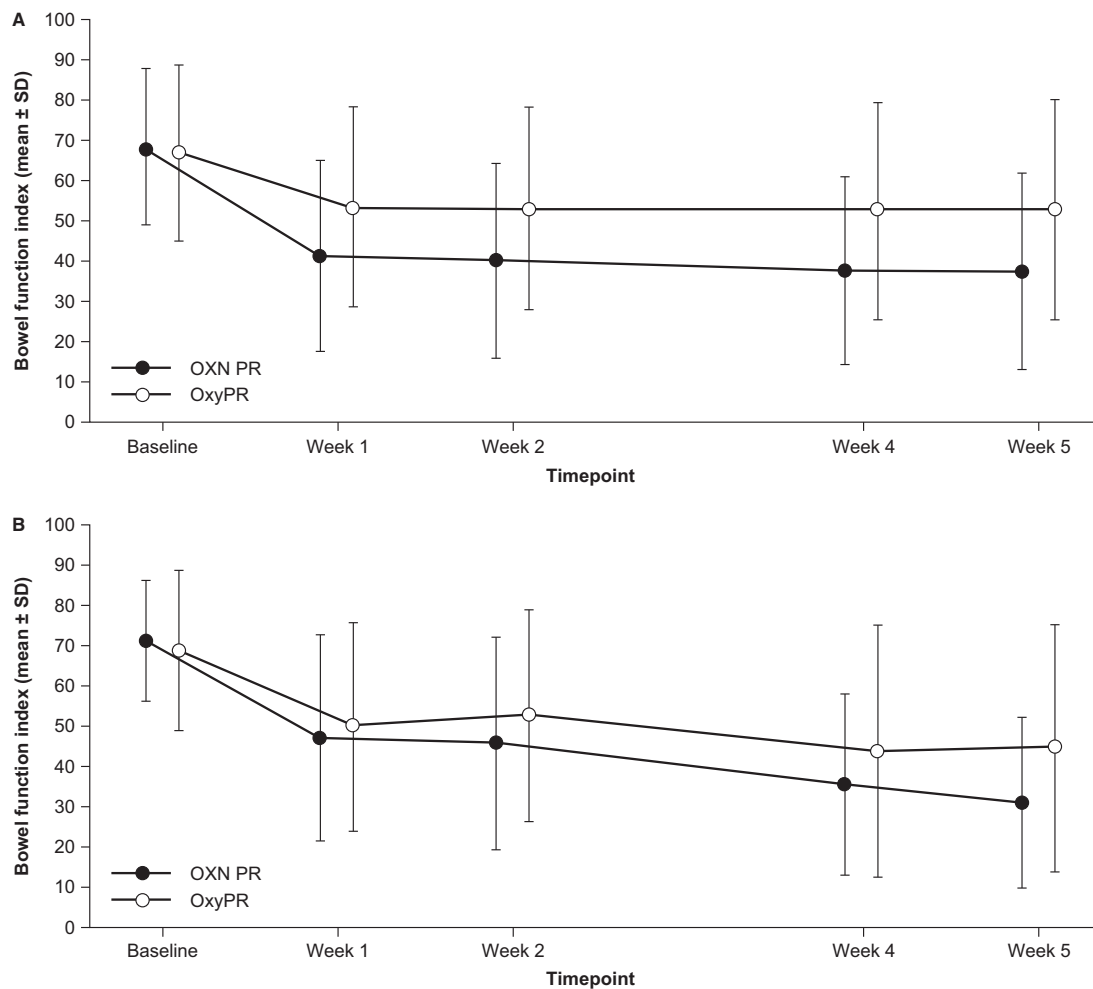 A
Bowel function index (mean ± SD)
100
90
80
70
60
50
40
30
20
10
0
OXN PR
OxyPR
Baseline
Week 1
Week 2
Week 4
Week 5
Timepoint
B
Bowel function index (mean ± SD)
100
90
80
70
60
50
40
30
20
10
0
OXN PR
OxyPR
Baseline
Week 1
Week 2
Week 4
Week 5
Timepoint